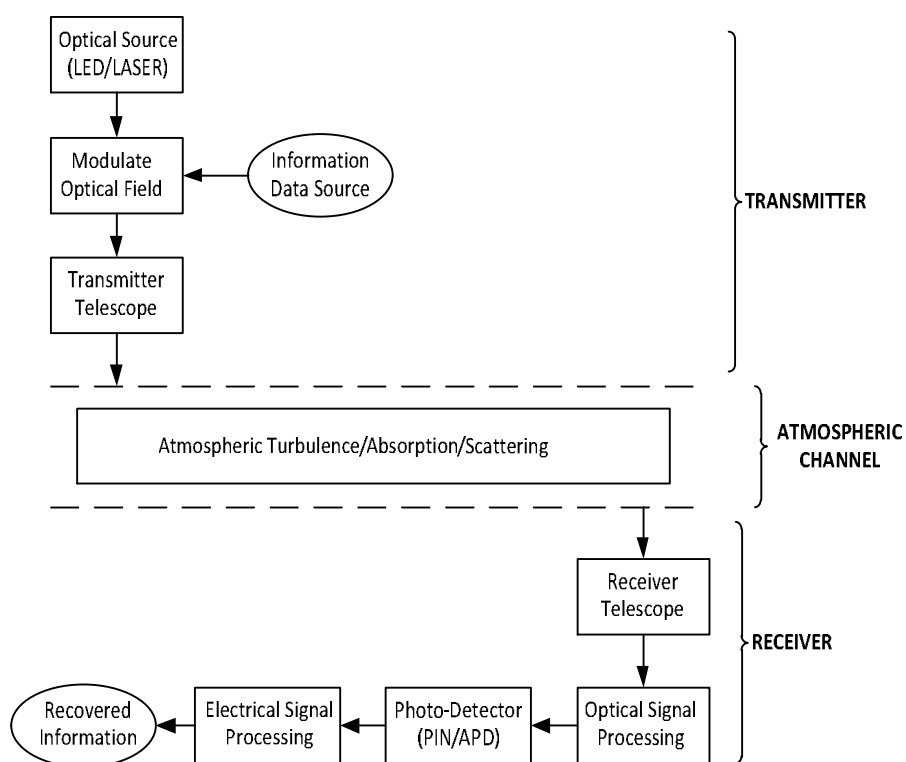 Optical Source
(LED/LASER)
Modulate
Optical Field
Information
Data Source
TRANSMITTER
Transmitter
Telescope
Atmospheric Turbulence/Absorption/Scattering
ATMOSPHERIC
CHANNEL
Receiver
Telescope
RECEIVER
Recovered
Information
Electrical Signal
Processing
Photo-Detector
(PIN/APD)
Optical Signal
Processing